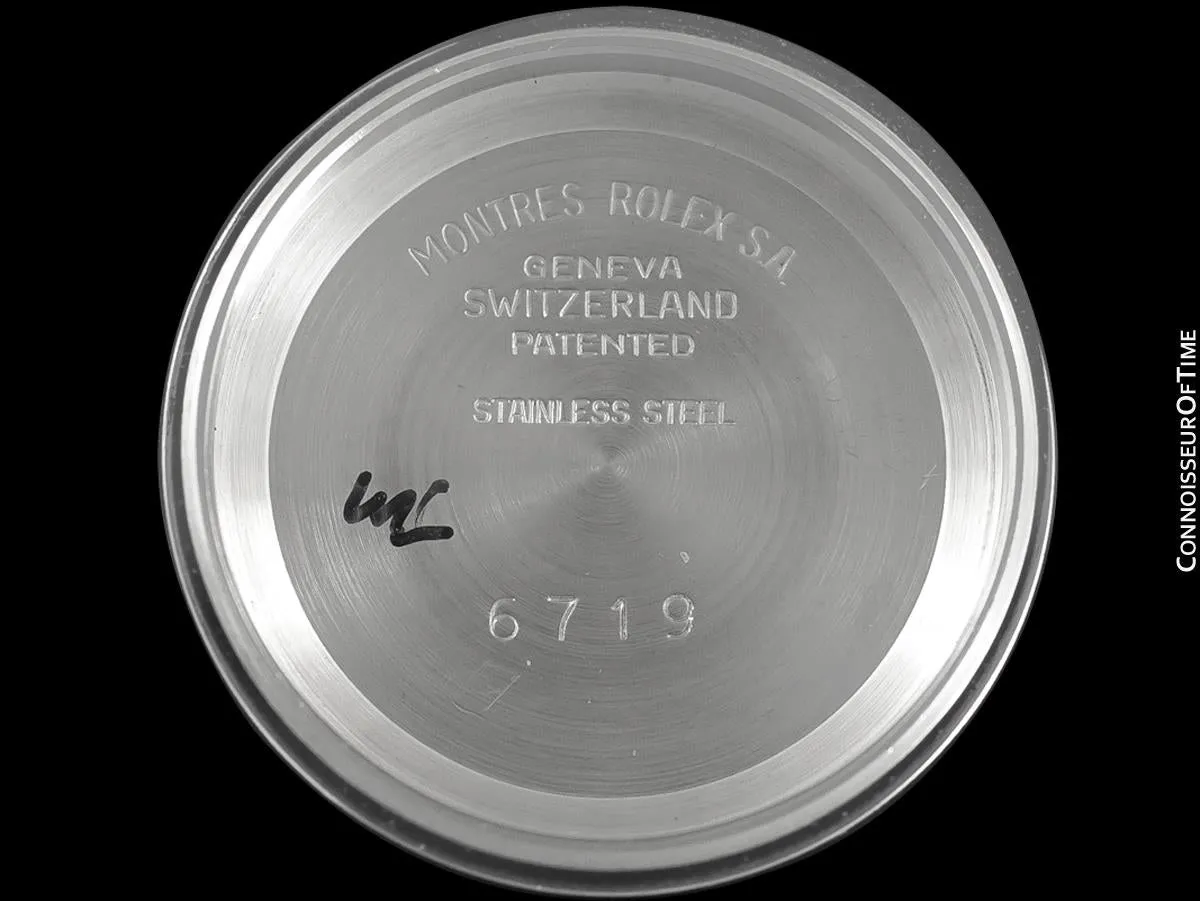 MONTRES ROLEX S.A.
GENEVA
SWITZERLAND
PATENTED
STAINLESS STEEL
6719
CONNOISSEUROFTIME